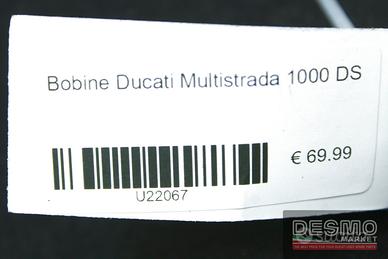 Bobine Ducati Multistrada 1000 DS
€ 69.99
U22067
DESMO
MARKET